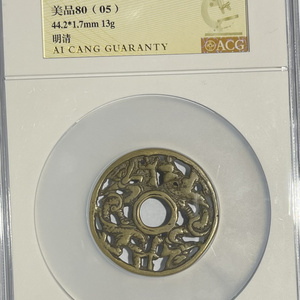 美品80（05）
44.2*1.7mm 13g
明清
AI CANG GUARANTY
ACG